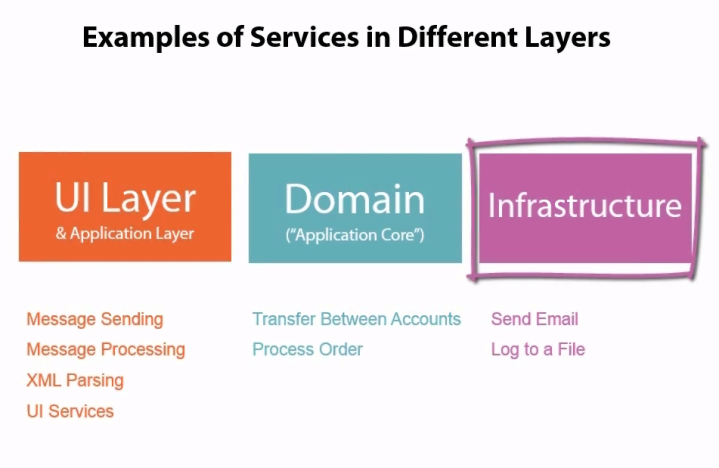 Examples of Services in Different Layers
UI Layer
& Application Layer
Domain
("Application Core")
Infrastructure
Message Sending
Message Processing
XML Parsing
UI Services
Transfer Between Accounts
Process Order
Send Email
Log to a File